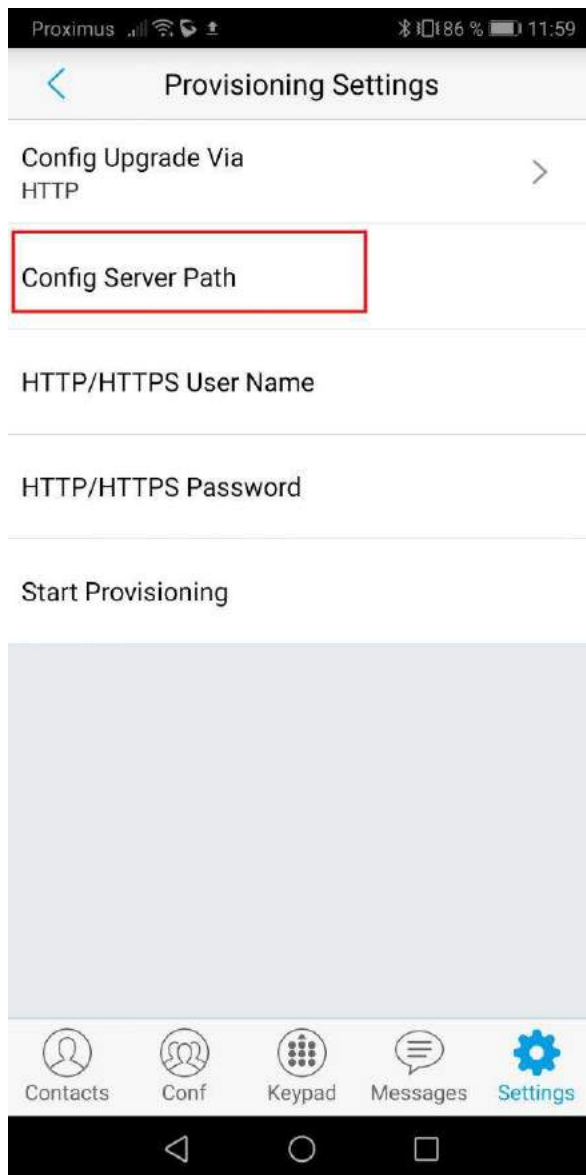 Proximus 86 % 11:59
Provisioning Settings
Config Upgrade Via
HTTP
Config Server Path
HTTP/HTTPS User Name
HTTP/HTTPS Password
Start Provisioning
Contacts Conf Keypad Messages Settings